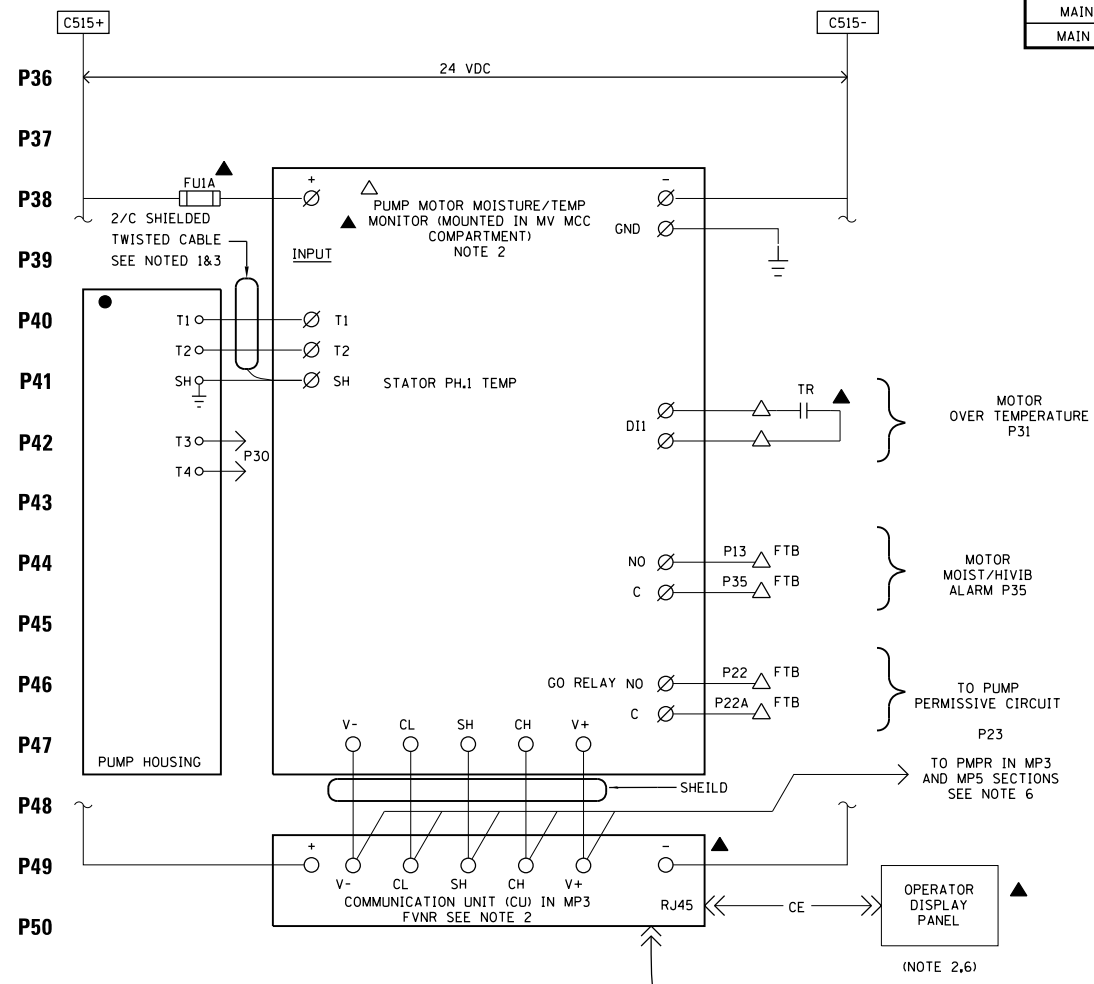 C515+
C515-
MAIN
MAIN
P36
24 VDC
P37
FU1A
+
-
P38
PUMP MOTOR MOISTURE/TEMP
MONITOR (MOUNTED IN MV MCC
COMPARTMENT)
NOTE 2
2/C SHIELDED
TWISTED CABLE
SEE NOTED 1&3
GND
P39
INPUT
P40
T1
T1
T2
T2
P41
SH
SH
STATOR PH.1 TEMP
TR
DI1
MOTOR
OVER TEMPERATURE
P31
P42
T3
P30
T4
P43
P44
NO
P13
FTB
C
P35
FTB
MOTOR
MOIST/HIVIB
ALARM P35
P45
P46
GO RELAY NO
P22
FTB
C
P22A
FTB
TO PUMP
PERMISSIVE CIRCUIT
P23
P47
V-
CL
SH
CH
V+
PUMP HOUSING
TO PMPR IN MP3
AND MP5 SECTIONS
SEE NOTE 6
SHEILD
P48
P49
+
-
V-
CL
SH
CH
V+
COMMUNICATION UNIT (CU) IN MP3
FVNR SEE NOTE 2
RJ45
CE
OPERATOR
DISPLAY
PANEL
P50
(NOTE 2,6)